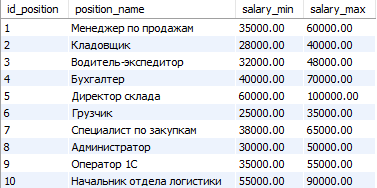 id_position position_name salary_min salary_max
1 Менеджер по продажам 35000.00 60000.00
2 Кладовщик 28000.00 40000.00
3 Водитель-экспедитор 32000.00 48000.00
4 Бухгалтер 40000.00 70000.00
5 Директор склада 60000.00 100000.00
6 Грузчик 25000.00 35000.00
7 Специалист по закупкам 38000.00 65000.00
8 Администратор 30000.00 50000.00
9 Оператор 1С 35000.00 55000.00
10 Начальник отдела логистики 55000.00 90000.00